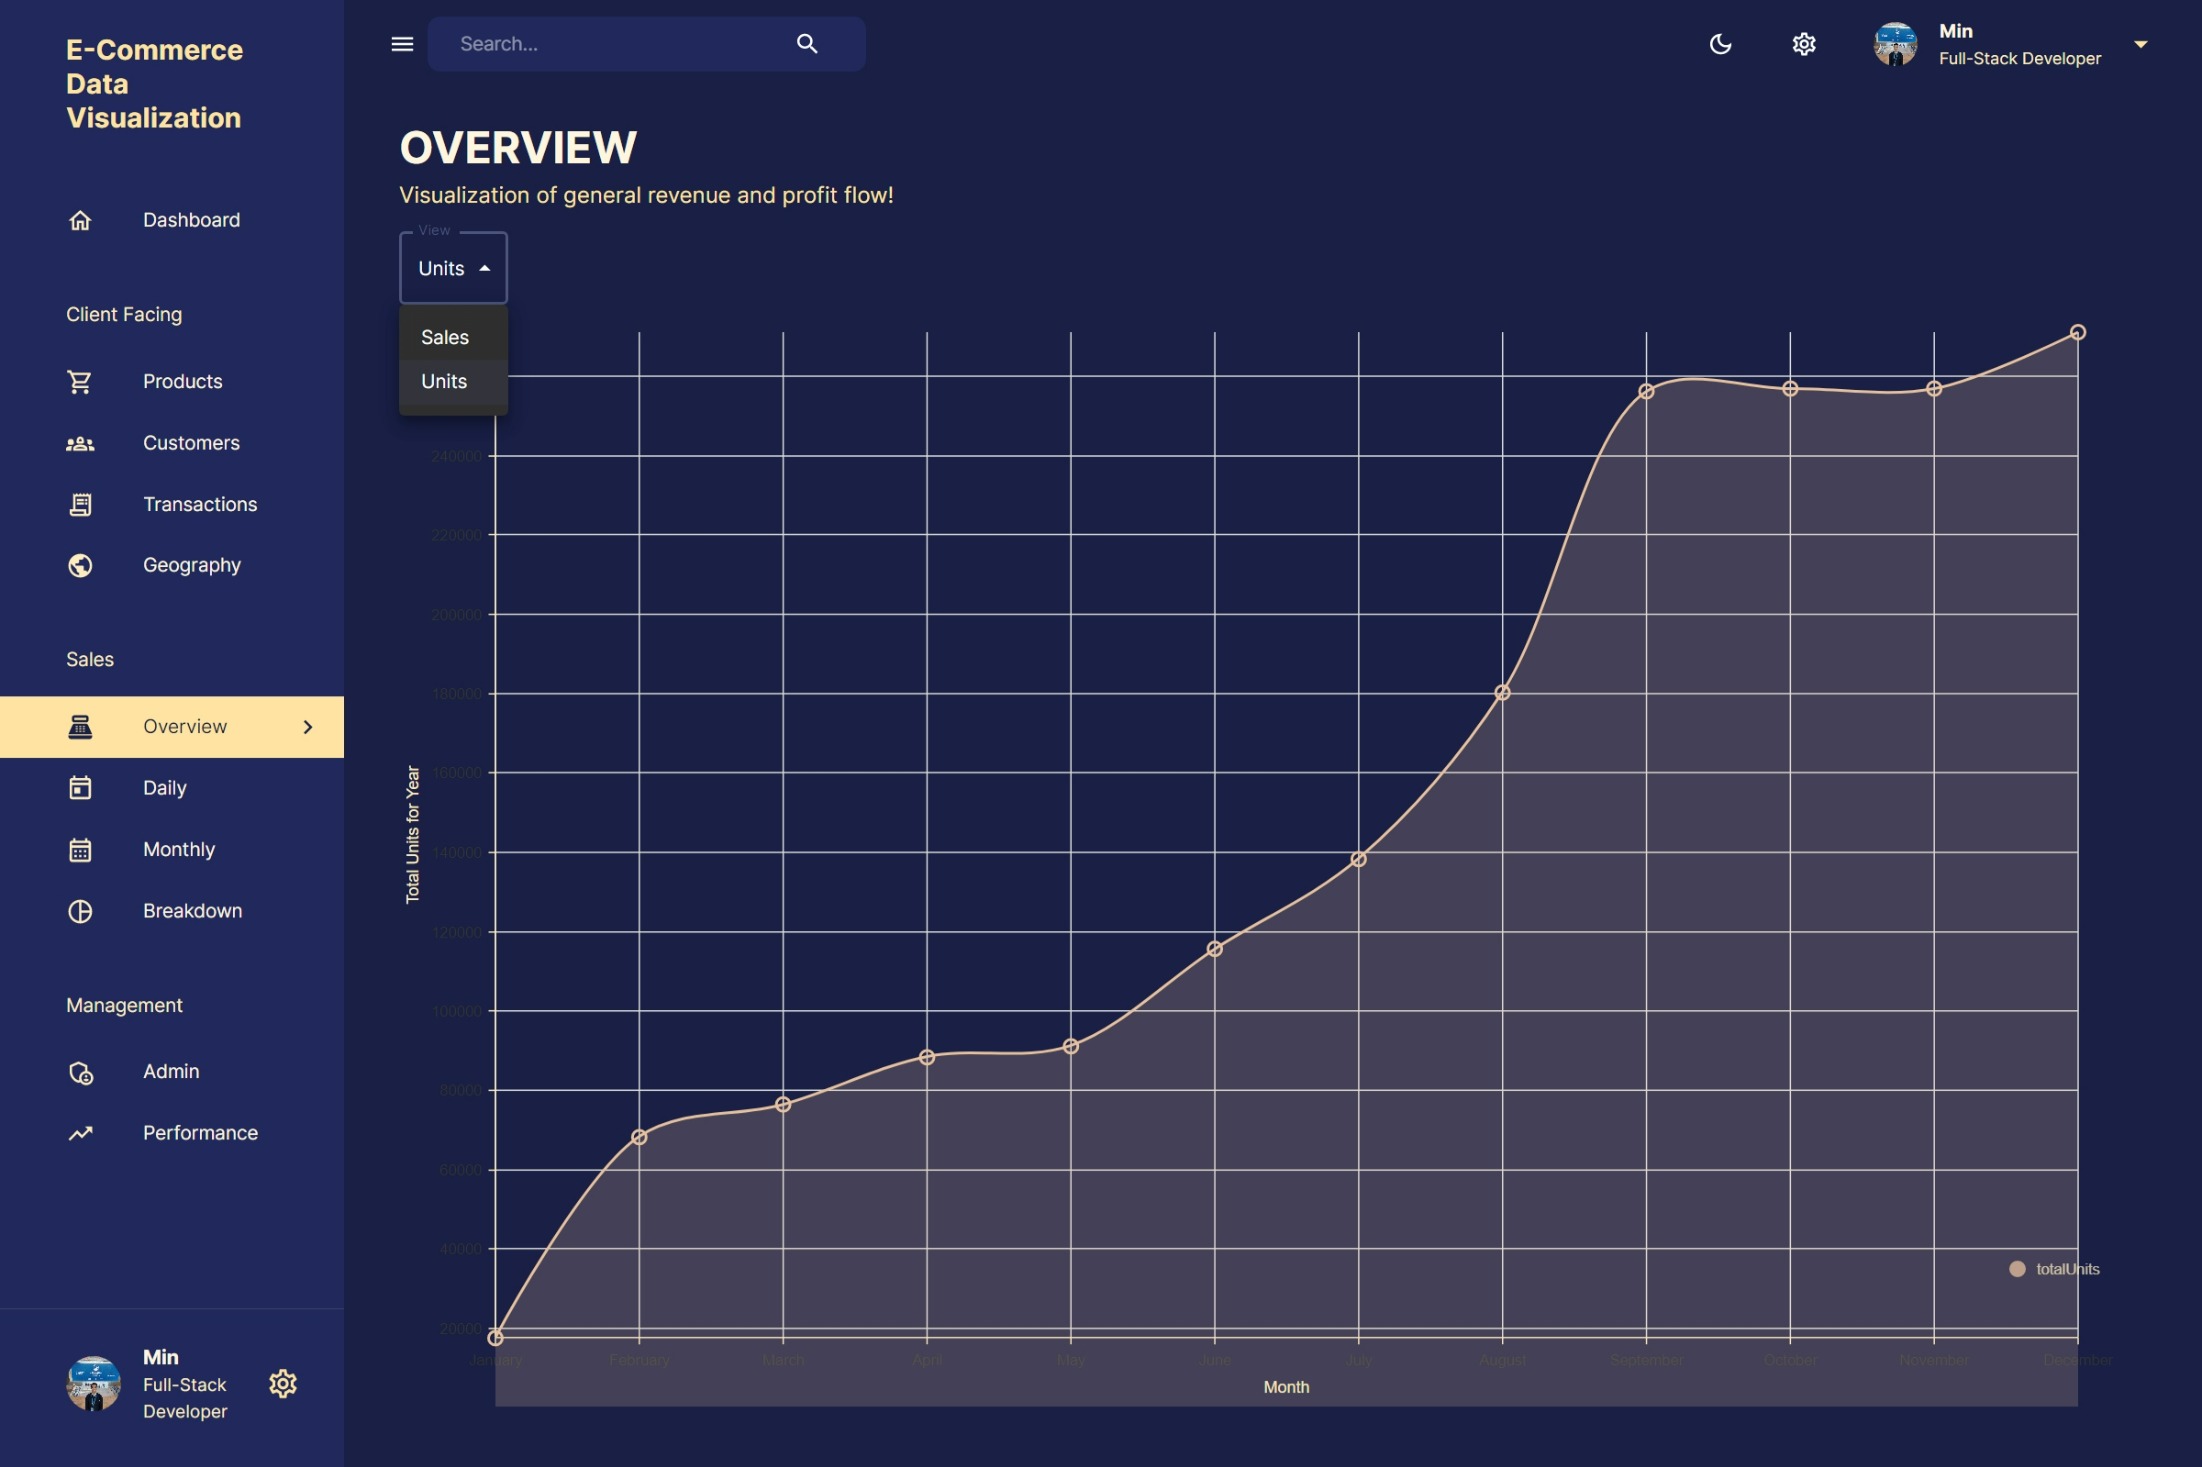 E-Commerce
Data
Visualization
Search...
Min
Full-Stack Developer
Dashboard
Client Facing
Products
Customers
Transactions
Geography
Sales
Overview
Daily
Monthly
Breakdown
Management
Admin
Performance
Min
Full-Stack
Developer
OVERVIEW
Visualization of general revenue and profit flow!
View
Units
Sales
Units
240000
220000
200000
180000
160000
140000
120000
100000
80000
60000
40000
20000
Total Units for Year
totalUnits
January February March April May June July August September October November December
Month